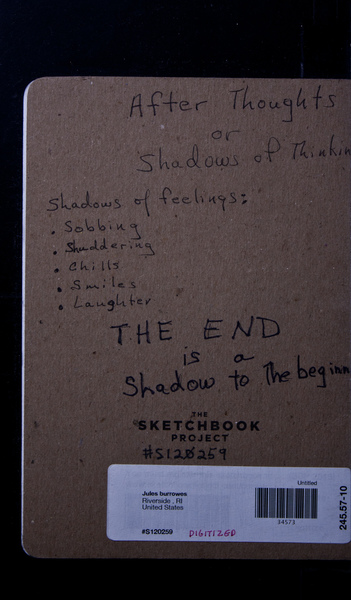 After Thoughts
or
Shadows of Thinkin
Shadows of feelings:
• Sobbing
• Shuddering
• Chills
• Smiles
• Laughter
THE END
is a
Shadow to The beginn
THE
SKETCHBOOK
PROJECT
#S120259
Untitled
Jules burrowes
Riverside , RI
United States
34573
#S120259
DIGITIZED
245.57-10